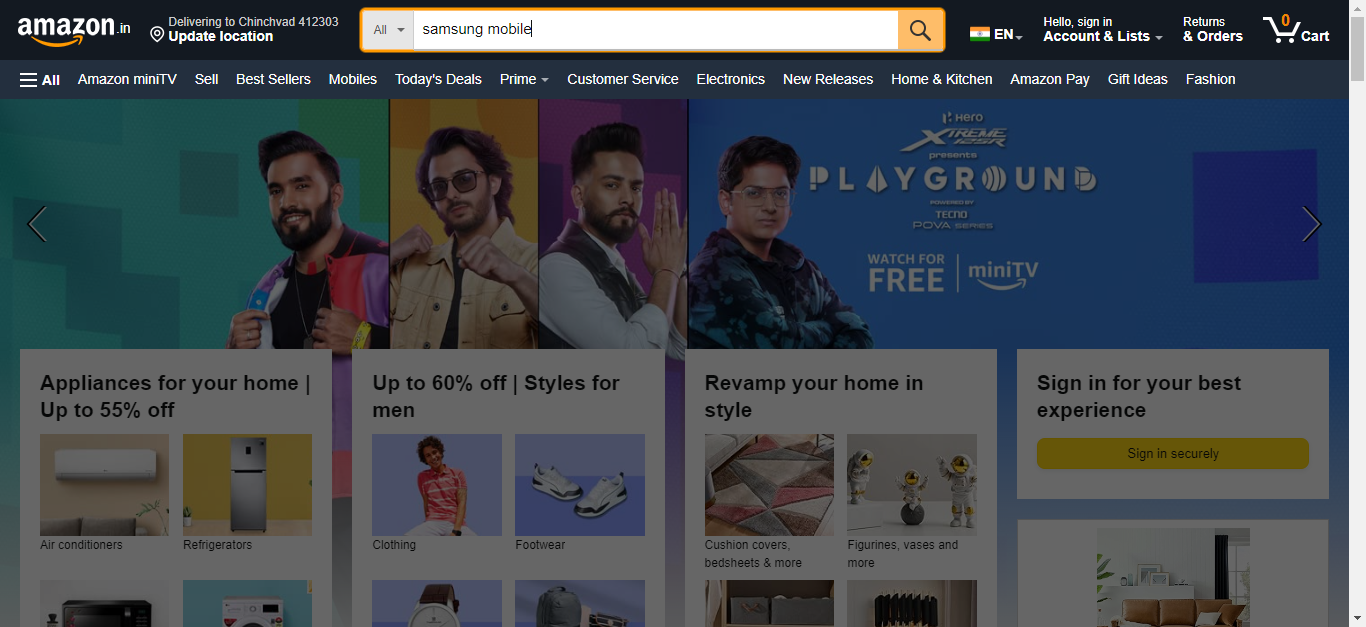 amazon.in
Delivering to Chinchvad 412303
Update location
All
samsung mobile
EN
Hello, sign in
Account & Lists
Returns
& Orders
0
Cart
All
Amazon miniTV
Sell
Best Sellers
Mobiles
Today's Deals
Prime
Customer Service
Electronics
New Releases
Home & Kitchen
Amazon Pay
Gift Ideas
Fashion
Hero
XTREME
125R
presents
PLAYGROUND
POWERED BY
TECNO
POVA SERIES
WATCH FOR
FREE
miniTV
Appliances for your home |
Up to 55% off
Air conditioners
Refrigerators
Up to 60% off | Styles for
men
Clothing
Footwear
Revamp your home in
style
Cushion covers,
bedsheets & more
Figurines, vases and
more
Sign in for your best
experience
Sign in securely